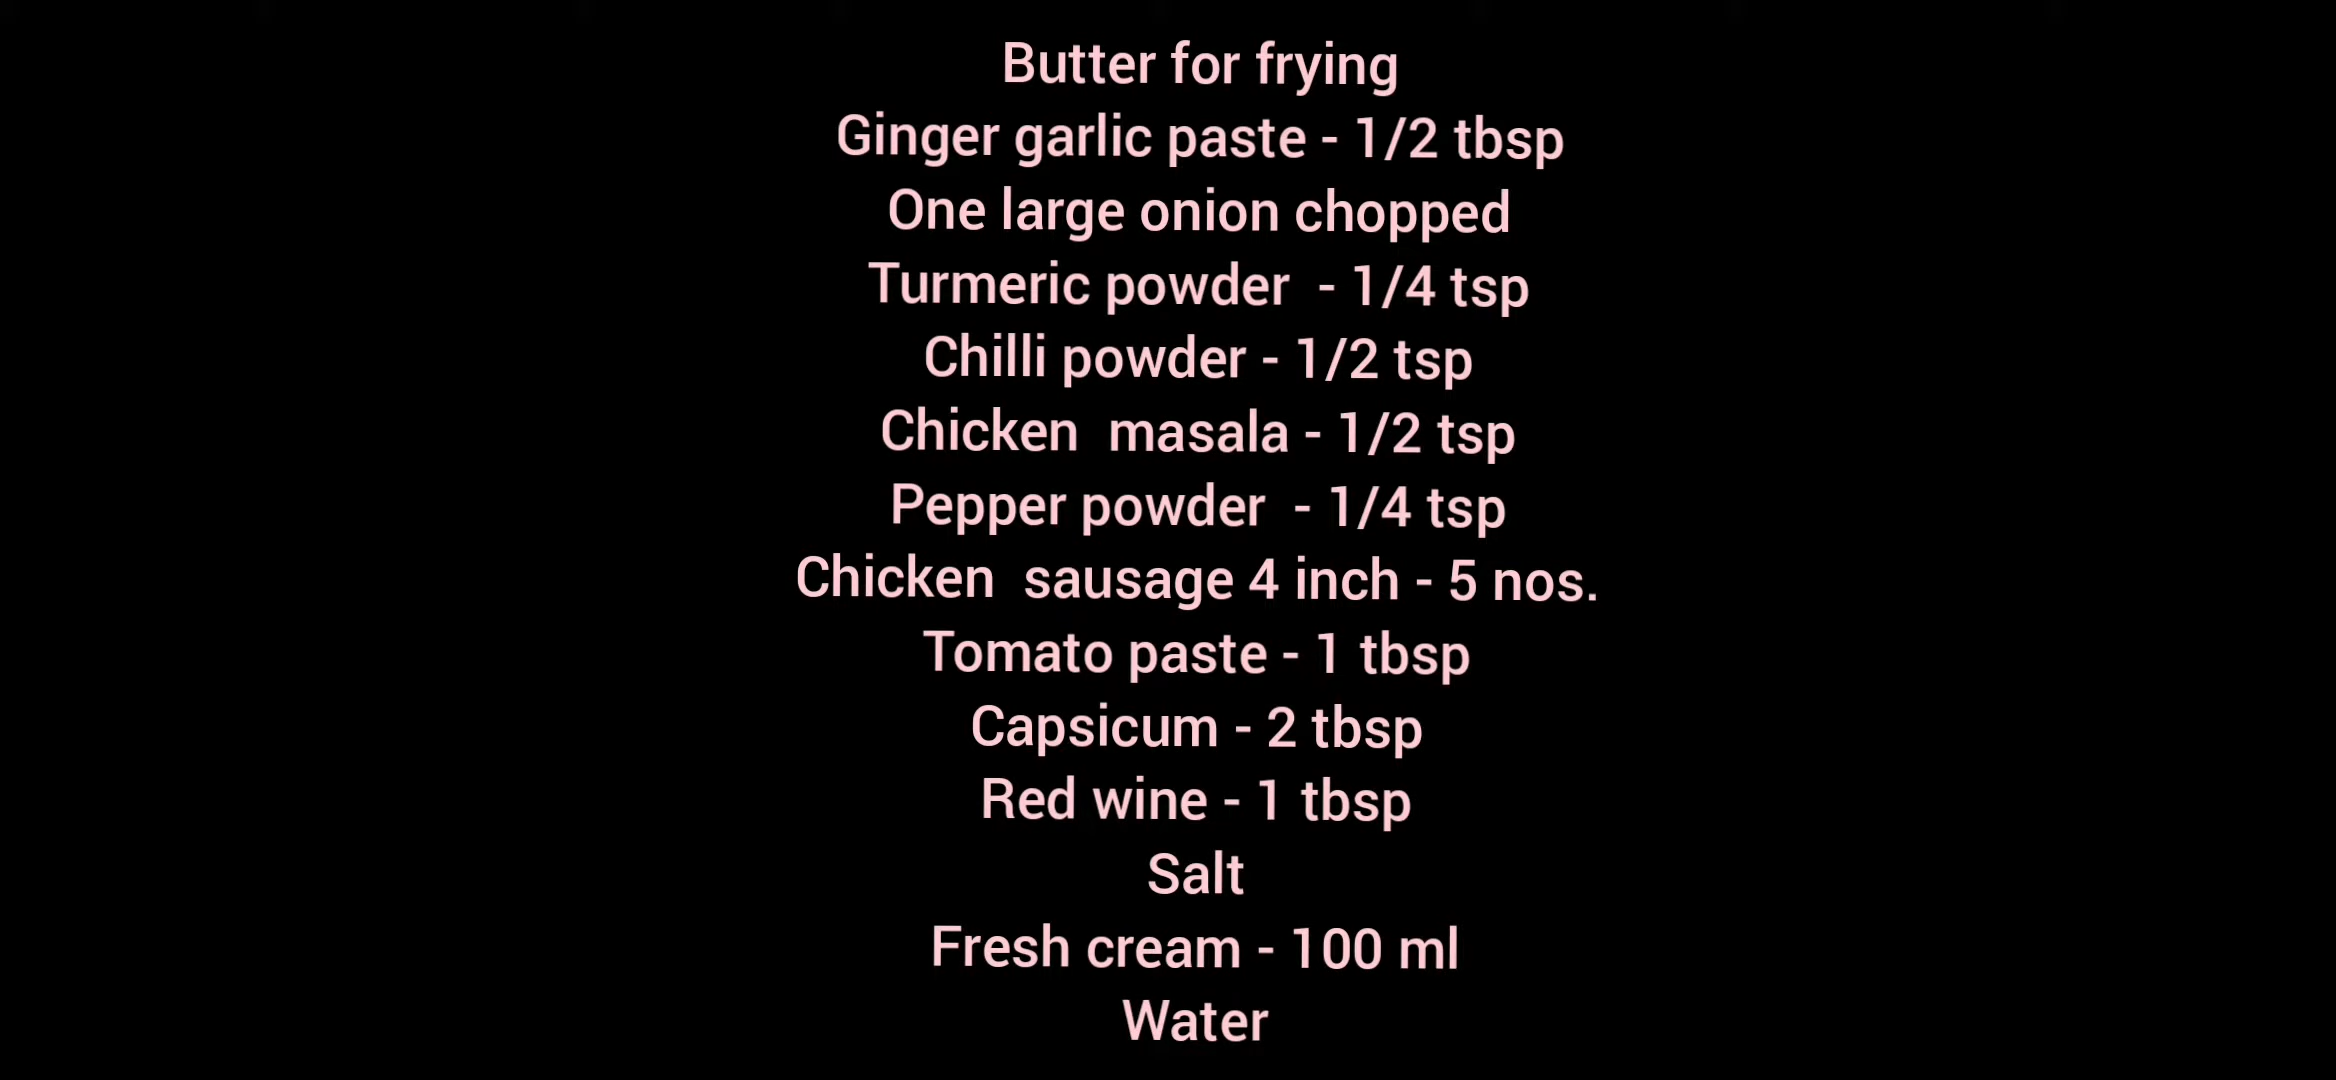 Butter for frying
Ginger garlic paste - 1/2 tbsp
One large onion chopped
Turmeric powder  - 1/4 tsp
Chilli powder - 1/2 tsp
Chicken  masala - 1/2 tsp
Pepper powder  - 1/4 tsp
Chicken  sausage 4 inch - 5 nos.
Tomato paste - 1 tbsp
Capsicum - 2 tbsp
Red wine - 1 tbsp
Salt
Fresh cream - 100 ml
Water